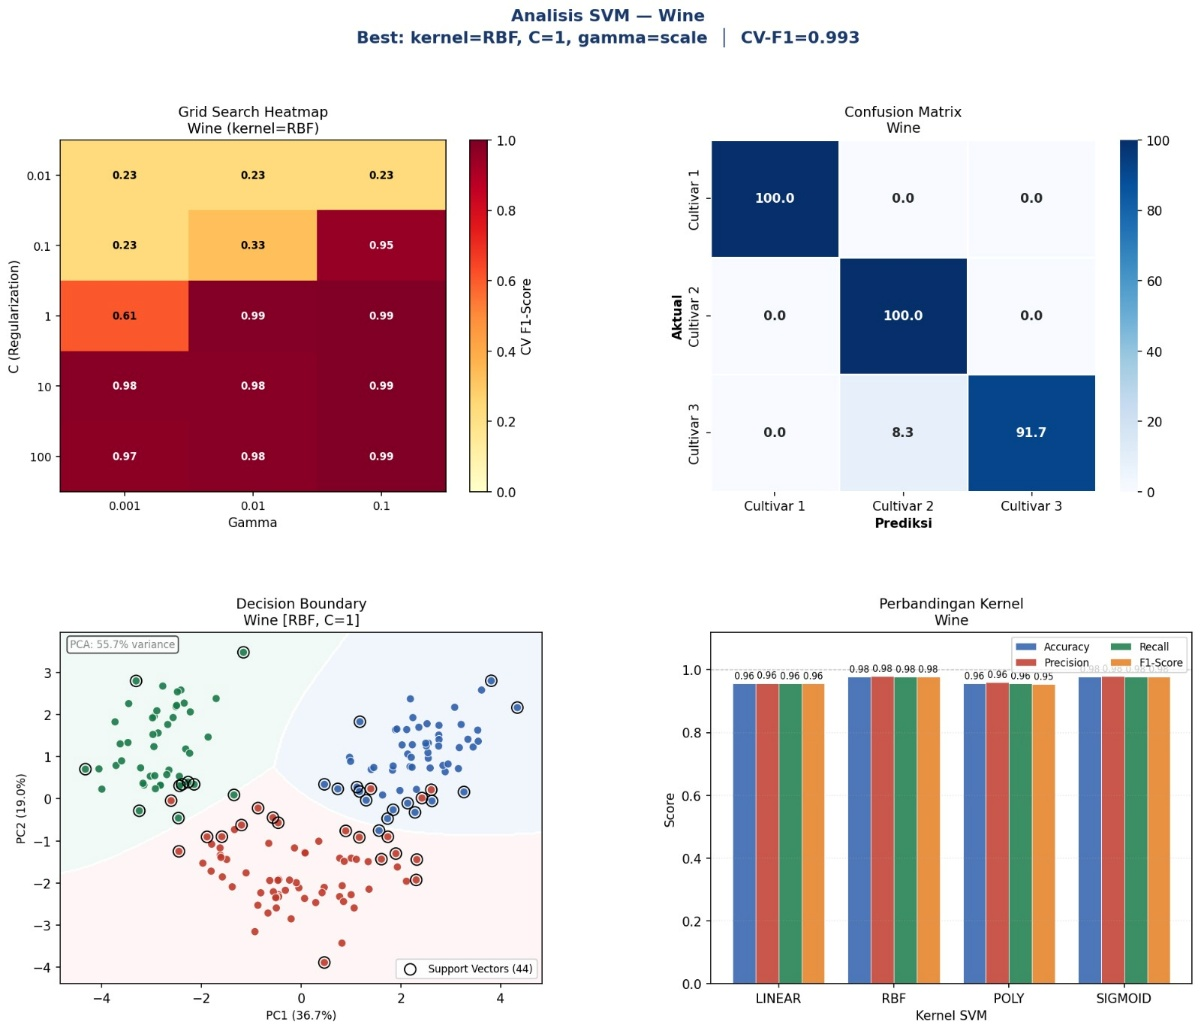 Analisis SVM — Wine
Best: kernel=RBF, C=1, gamma=scale │ CV-F1=0.993
Grid Search Heatmap
Wine (kernel=RBF)
C (Regularization)
0.01
0.23 0.23 0.23
0.1
0.23 0.33 0.95
1
0.61 0.99 0.99
10
0.98 0.98 0.99
100
0.97 0.98 0.99
0.001 0.01 0.1
Gamma
1.0
0.8
0.6
0.4
0.2
0.0
CV F1-Score
Confusion Matrix
Wine
Aktual
Cultivar 1
100.0 0.0 0.0
Cultivar 2
0.0 100.0 0.0
Cultivar 3
0.0 8.3 91.7
Cultivar 1 Cultivar 2 Cultivar 3
Prediksi
100
80
60
40
20
0
Decision Boundary
Wine [RBF, C=1]
PCA: 55.7% variance
PC2 (19.0%)
3
2
1
0
−1
−2
−3
−4
Support Vectors (44)
−4 −2 0 2 4
PC1 (36.7%)
Perbandingan Kernel
Wine
Accuracy Recall
Precision F1-Score
Score
1.0
0.8
0.6
0.4
0.2
0.0
0.96 0.96 0.96 0.96
0.98 0.98 0.98 0.98
0.96 0.96 0.96 0.95
LINEAR RBF POLY SIGMOID
Kernel SVM